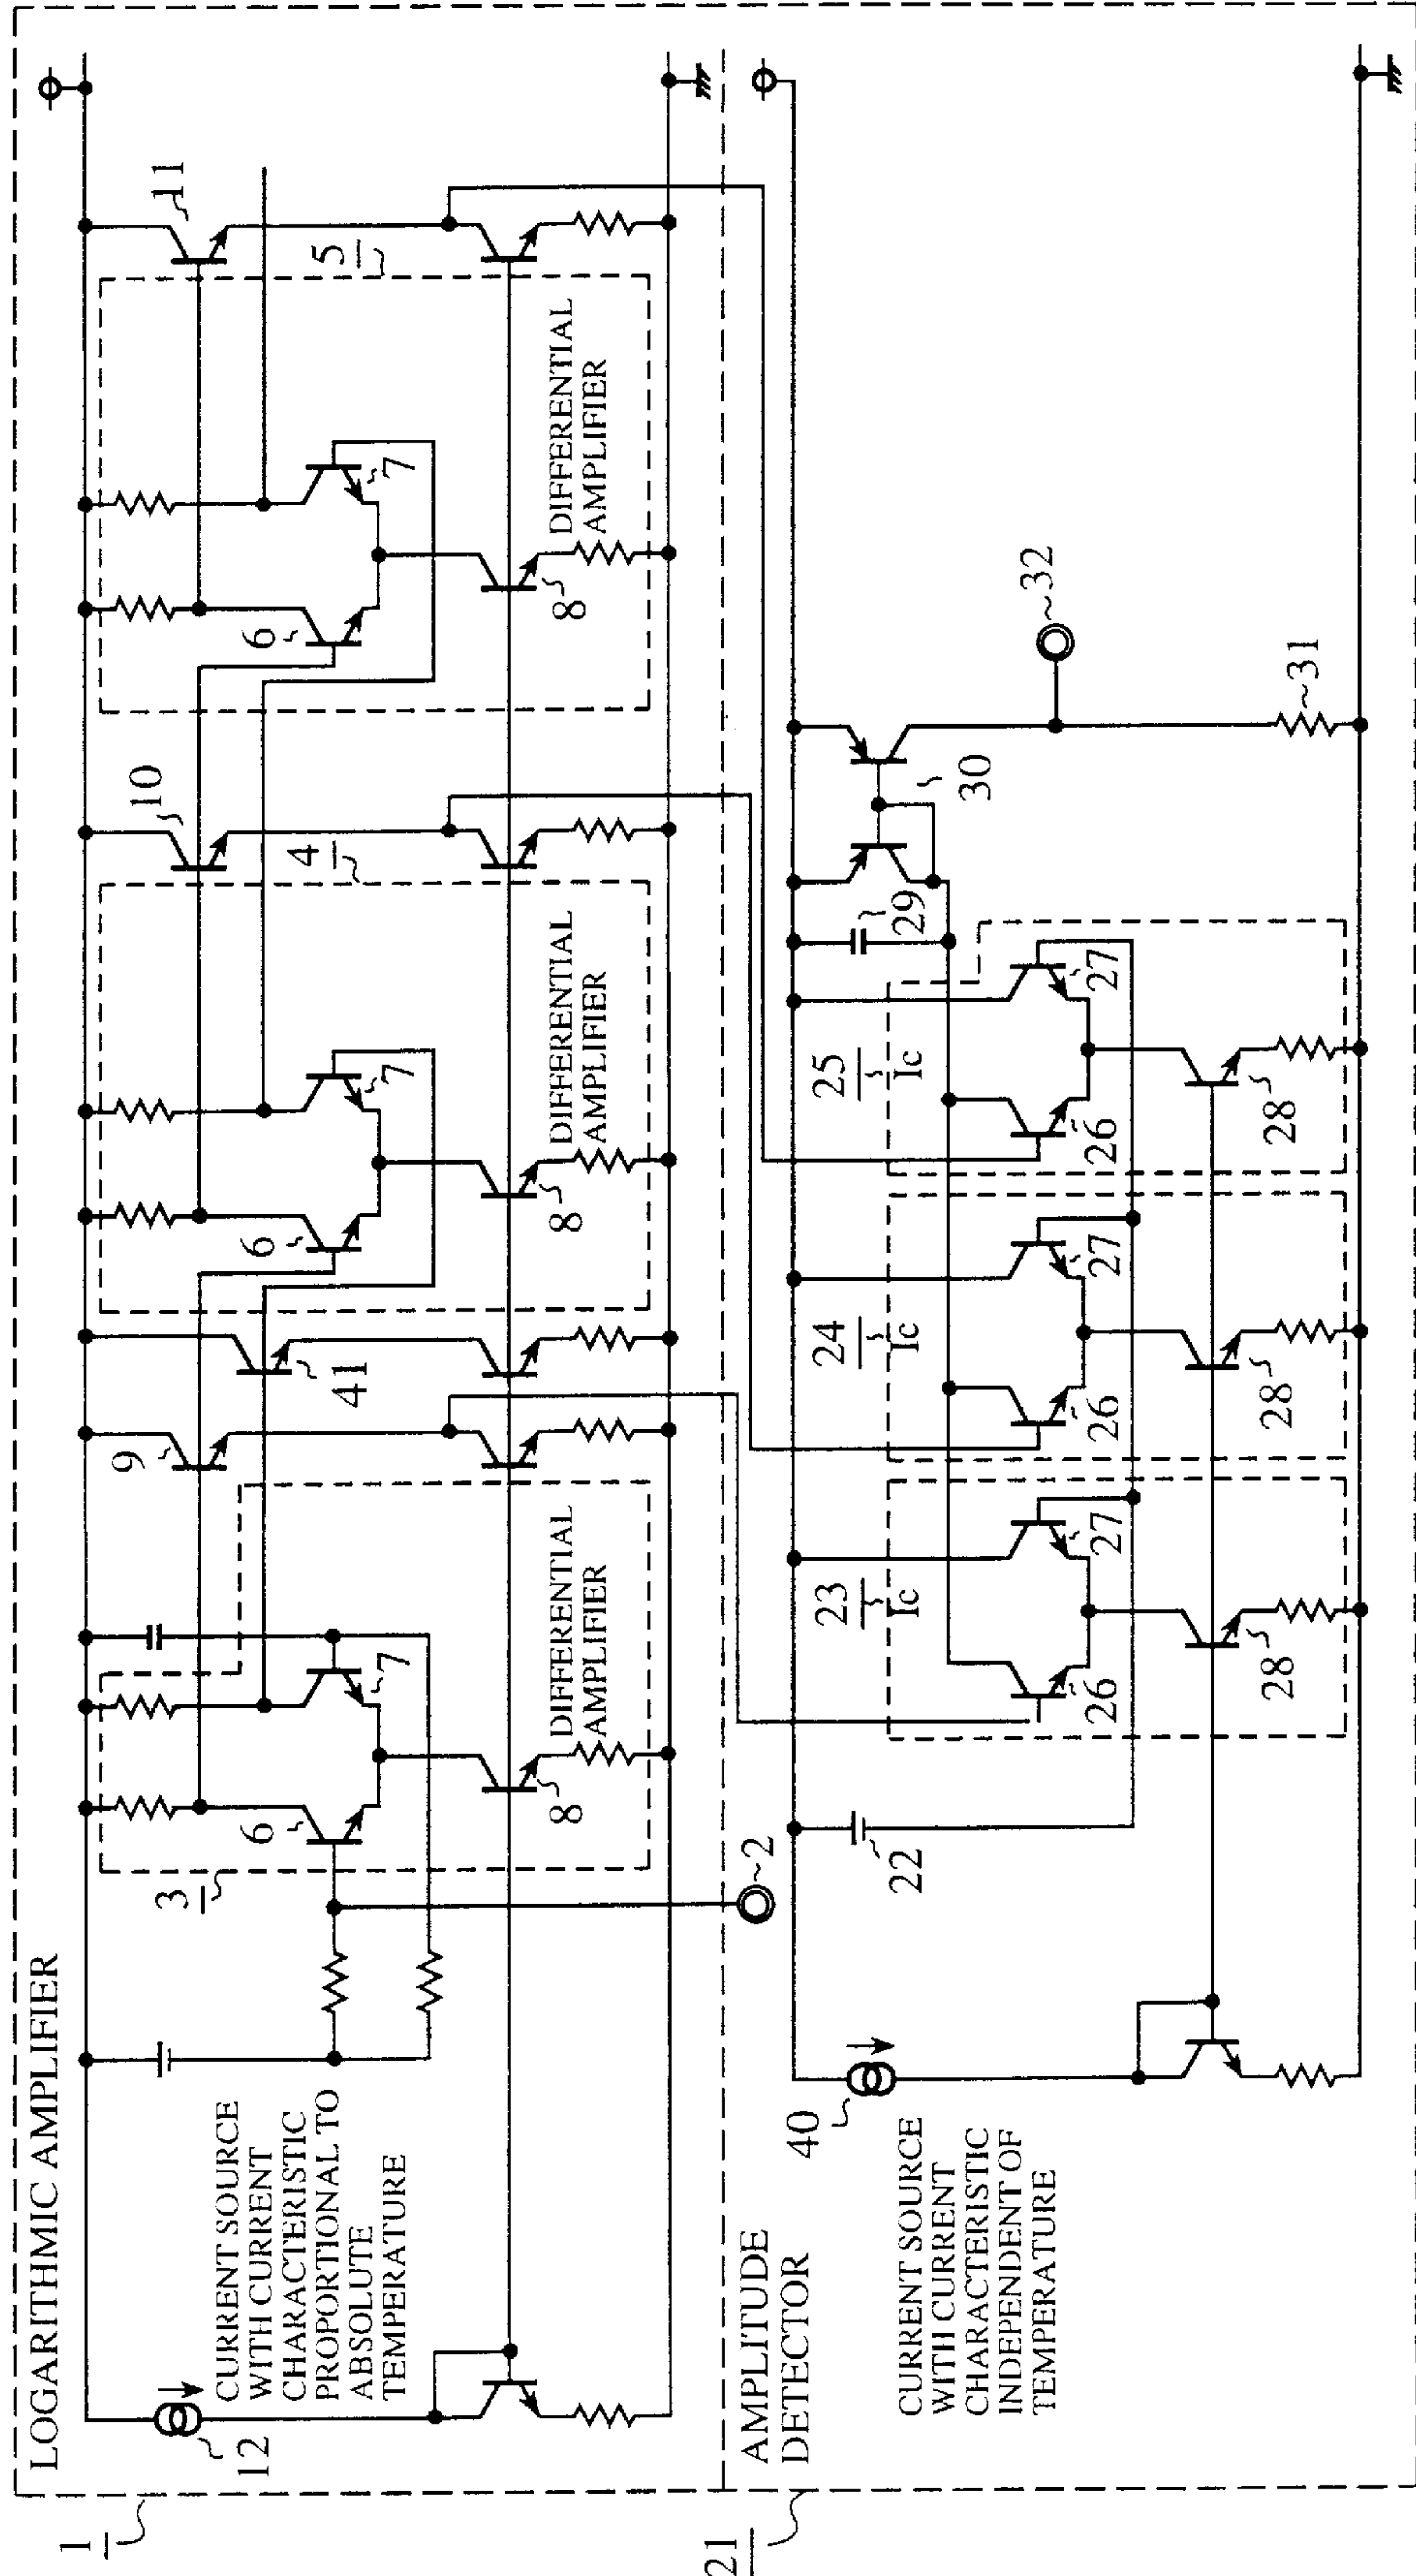 LOGARITHMIC AMPLIFIER
1
12
CURRENT SOURCE
WITH CURRENT
CHARACTERISTIC
PROPORTIONAL TO
ABSOLUTE
TEMPERATURE
3
6
7
8
DIFFERENTIAL
AMPLIFIER
9
41
6
7
8
DIFFERENTIAL
AMPLIFIER
4
10
6
7
8
DIFFERENTIAL
AMPLIFIER
5
11
2
21
AMPLITUDE
DETECTOR
40
CURRENT SOURCE
WITH CURRENT
CHARACTERISTIC
INDEPENDENT OF
TEMPERATURE
22
23
Ic
26
27
28
24
Ic
26
27
28
25
Ic
26
27
28
29
30
32
31